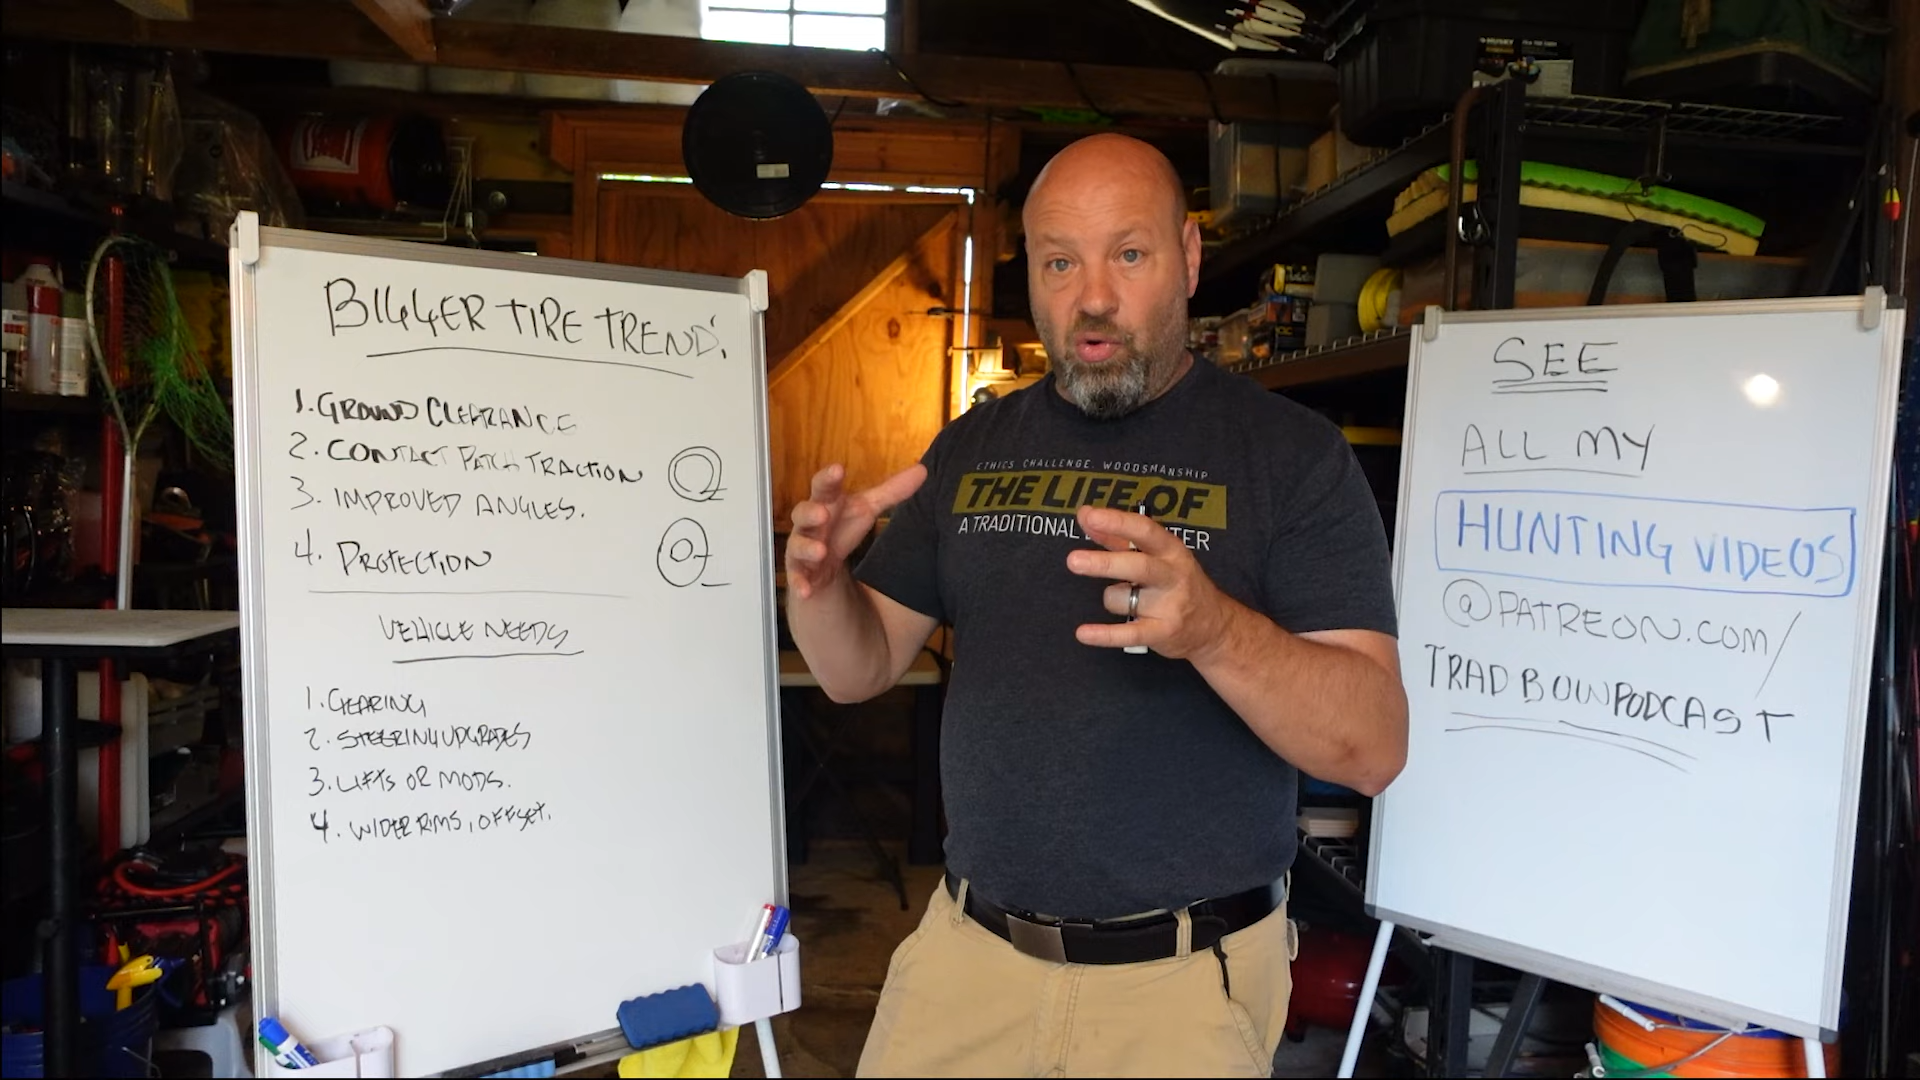 BIGGER TIRE TREND:
1. GROUND CLEARANCE
2. CONTACT PATCH TRACTION
3. IMPROVED ANGLES.
4. PROTECTION
VEHICLE NEEDS
1. GEARING
2. STEERING UPGRADES
3. LIFTS OR MODS.
4. WIDER RIMS, OFFSET.
ETHICS. CHALLENGE. WOODSMANSHIP
THE LIFE OF
A TRADITIONAL
SEE
ALL MY
HUNTING VIDEOS
@PATREON.COM/
TRADBOWPODCAST
HUSKY